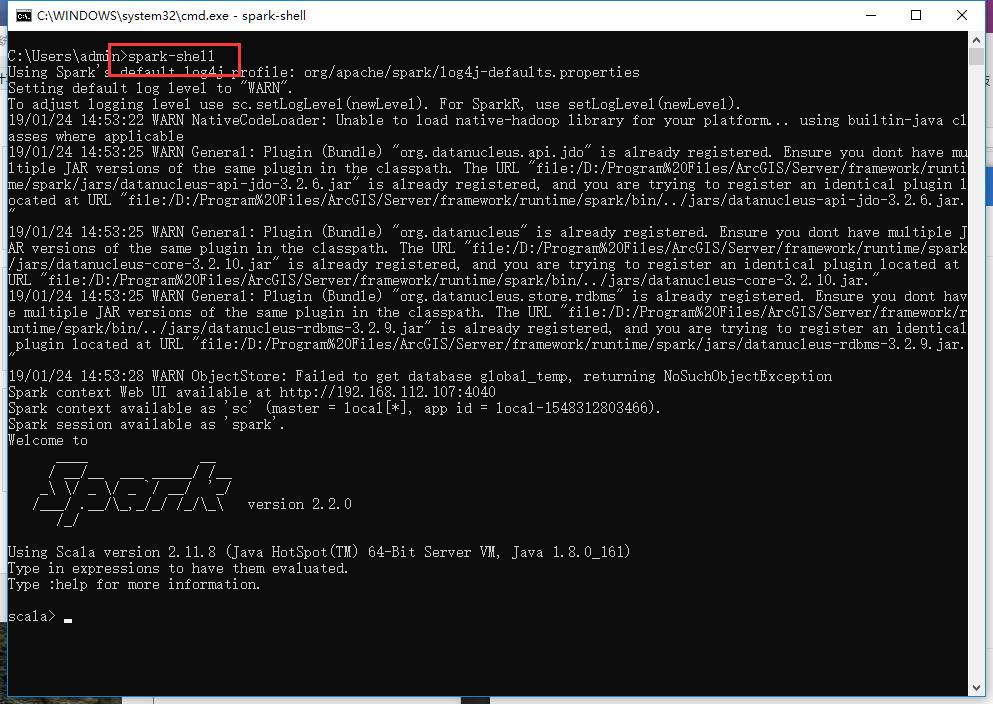 C:\WINDOWS\system32\cmd.exe - spark-shell
C:\Users\admin>spark-shell
Using Spark's default log4j profile: org/apache/spark/log4j-defaults.properties
Setting default log level to "WARN".
To adjust logging level use sc.setLogLevel(newLevel). For SparkR, use setLogLevel(newLevel).
19/01/24 14:53:22 WARN NativeCodeLoader: Unable to load native-hadoop library for your platform... using builtin-java cl
asses where applicable
19/01/24 14:53:25 WARN General: Plugin (Bundle) "org.datanucleus.api.jdo" is already registered. Ensure you dont have mu
ltiple JAR versions of the same plugin in the classpath. The URL "file:/D:/Program%20Files/ArcGIS/Server/framework/runti
me/spark/jars/datanucleus-api-jdo-3.2.6.jar" is already registered, and you are trying to register an identical plugin l
ocated at URL "file:/D:/Program%20Files/ArcGIS/Server/framework/runtime/spark/bin/../jars/datanucleus-api-jdo-3.2.6.jar.
"
19/01/24 14:53:25 WARN General: Plugin (Bundle) "org.datanucleus" is already registered. Ensure you dont have multiple J
AR versions of the same plugin in the classpath. The URL "file:/D:/Program%20Files/ArcGIS/Server/framework/runtime/spark
/jars/datanucleus-core-3.2.10.jar" is already registered, and you are trying to register an identical plugin located at
URL "file:/D:/Program%20Files/ArcGIS/Server/framework/runtime/spark/bin/../jars/datanucleus-core-3.2.10.jar."
19/01/24 14:53:25 WARN General: Plugin (Bundle) "org.datanucleus.store.rdbms" is already registered. Ensure you dont hav
e multiple JAR versions of the same plugin in the classpath. The URL "file:/D:/Program%20Files/ArcGIS/Server/framework/r
untime/spark/bin/../jars/datanucleus-rdbms-3.2.9.jar" is already registered, and you are trying to register an identical
plugin located at URL "file:/D:/Program%20Files/ArcGIS/Server/framework/runtime/spark/jars/datanucleus-rdbms-3.2.9.jar.
"
19/01/24 14:53:28 WARN ObjectStore: Failed to get database global_temp, returning NoSuchObjectException
Spark context Web UI available at http://192.168.112.107:4040
Spark context available as 'sc' (master = local[*], app id = local-1548312803466).
Spark session available as 'spark'.
Welcome to
Spark version 2.2.0
Using Scala version 2.11.8 (Java HotSpot(TM) 64-Bit Server VM, Java 1.8.0_161)
Type in expressions to have them evaluated.
Type :help for more information.
scala>